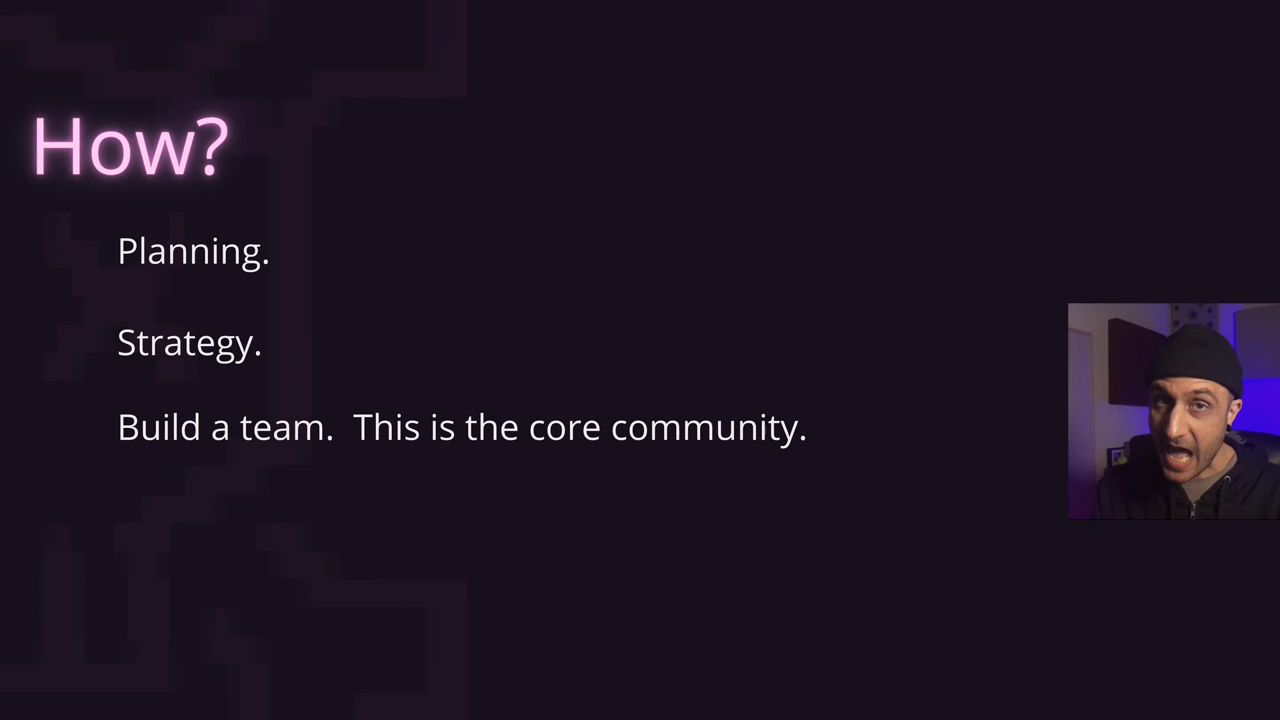 How?
Planning.
Strategy.
Build a team.  This is the core community.